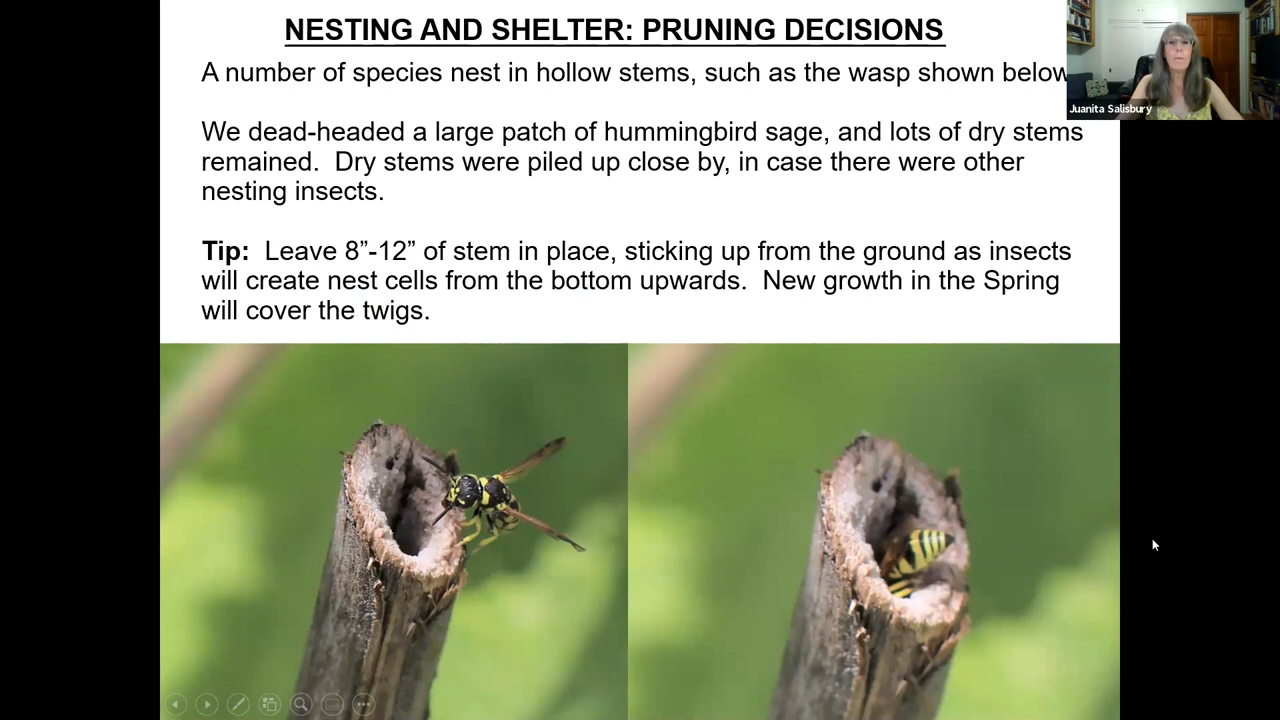 NESTING AND SHELTER: PRUNING DECISIONS
A number of species nest in hollow stems, such as the wasp shown below
We dead-headed a large patch of hummingbird sage, and lots of dry stems
remained.  Dry stems were piled up close by, in case there were other
nesting insects.
Tip:  Leave 8”-12” of stem in place, sticking up from the ground as insects
will create nest cells from the bottom upwards.  New growth in the Spring
will cover the twigs.
Juanita Salisbury